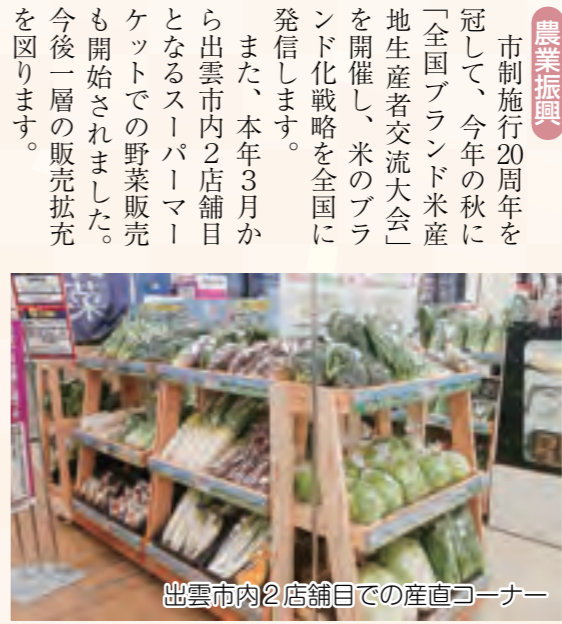 農業振興
市制施行20周年を
冠して、今年の秋に
「全国ブランド米産
地生産者交流大会」
を開催し、米のブラ
ンド化戦略を全国に
発信します。
また、本年３月か
ら出雲市内２店舗目
となるスーパーマー
ケットでの野菜販売
も開始されました。
今後一層の販売拡充
を図ります。
菜
出雲市内２店舗目での産直コーナー